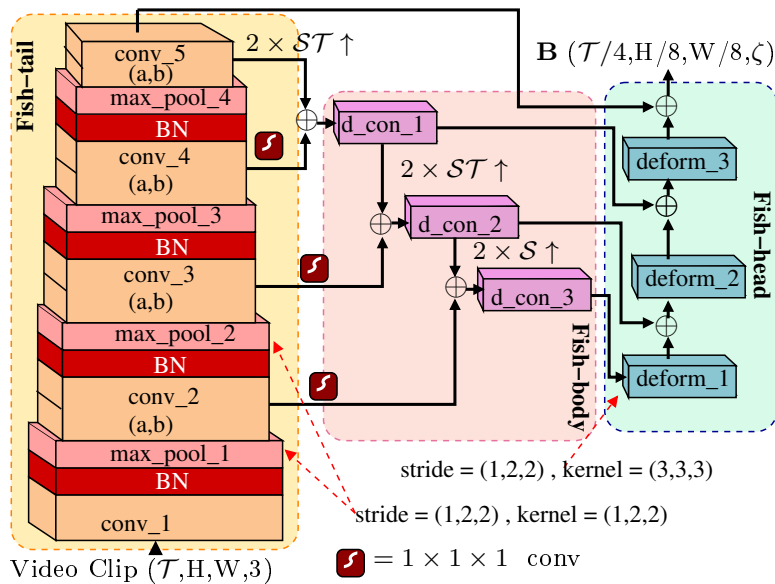 Fish-tail
conv_5
(a,b)
max_pool_4
BN
conv_4
(a,b)
max_pool_3
BN
conv_3
(a,b)
max_pool_2
BN
conv_2
(a,b)
max_pool_1
BN
conv_1
Video Clip (𝒯,H,W,3)
2 × 𝒮𝒯 ↑
d_con_1
2 × 𝒮𝒯 ↑
d_con_2
2 × 𝒮 ↑
d_con_3
Fish-body
B (𝒯/4,H/8,W/8,ζ)
deform_3
deform_2
deform_1
Fish-head
stride = (1,2,2) , kernel = (3,3,3)
stride = (1,2,2) , kernel = (1,2,2)
= 1 × 1 × 1 conv